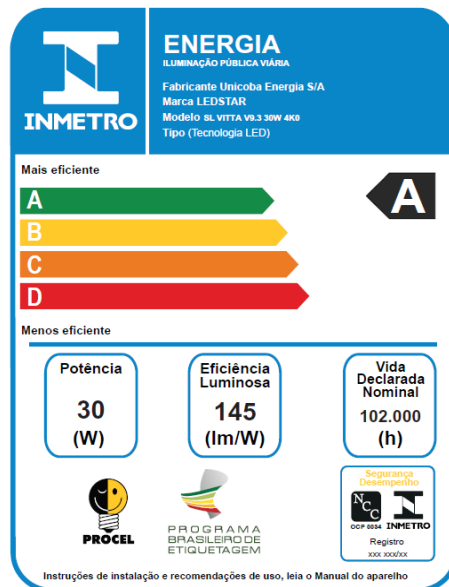 INMETRO
ENERGIA
ILUMINAÇÃO PÚBLICA VIÁRIA
Fabricante Unicoba Energia S/A
Marca LEDSTAR
Modelo SL VITTA V9.3 30W 4K0
Tipo (Tecnologia LED)
Mais eficiente
A
A
B
C
D
Menos eficiente
Potência
30
(W)
Eficiência
Luminosa
145
(lm/W)
Vida
Declarada
Nominal
102.000
(h)
PROCEL
PROGRAMA
BRASILEIRO DE
ETIQUETAGEM
Segurança
Desempenho
NCC
OCP 0034
INMETRO
Registro
xxx xxx/xx
Instruções de instalação e recomendações de uso, leia o Manual do aparelho